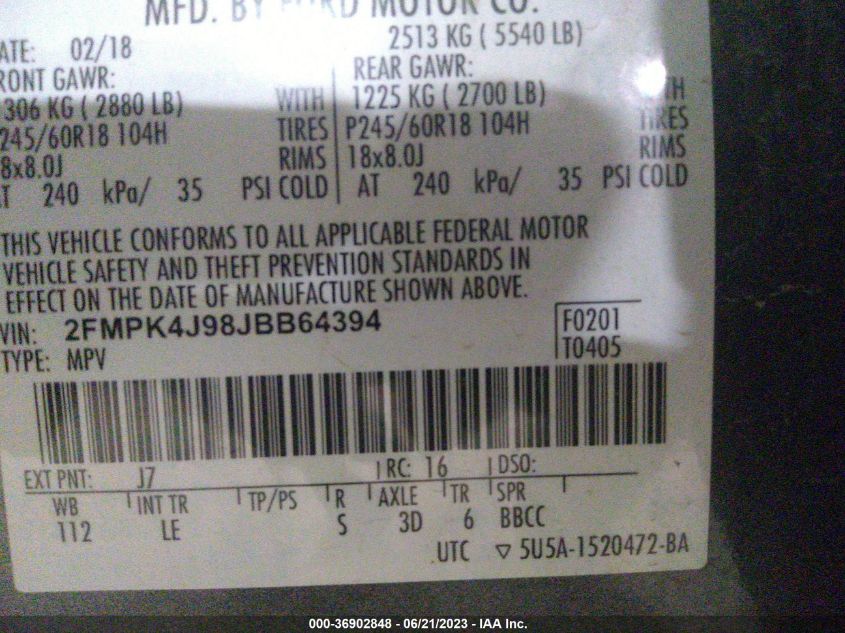 MFD. BY FORD MOTOR CO.
ATE: 02/18 2513 KG ( 5540 LB)
RONT GAWR: REAR GAWR:
306 KG ( 2880 LB) WITH 1225 KG ( 2700 LB) WITH
P245/60R18 104H TIRES P245/60R18 104H TIRES
8x8.0J RIMS 18x8.0J RIMS
AT 240 kPa/ 35 PSI COLD AT 240 kPa/ 35 PSI COLD
THIS VEHICLE CONFORMS TO ALL APPLICABLE FEDERAL MOTOR
VEHICLE SAFETY AND THEFT PREVENTION STANDARDS IN
EFFECT ON THE DATE OF MANUFACTURE SHOWN ABOVE.
VIN: 2FMPK4J98JBB64394 F0201
TYPE: MPV T0405
EXT PNT: J7 RC: 16 DSO:
WB INT TR TP/PS R AXLE TR SPR
112 LE S 3D 6 BBCC
UTC ▽ 5U5A-1520472-BA
000-36902848 - 06/21/2023 - IAA Inc.